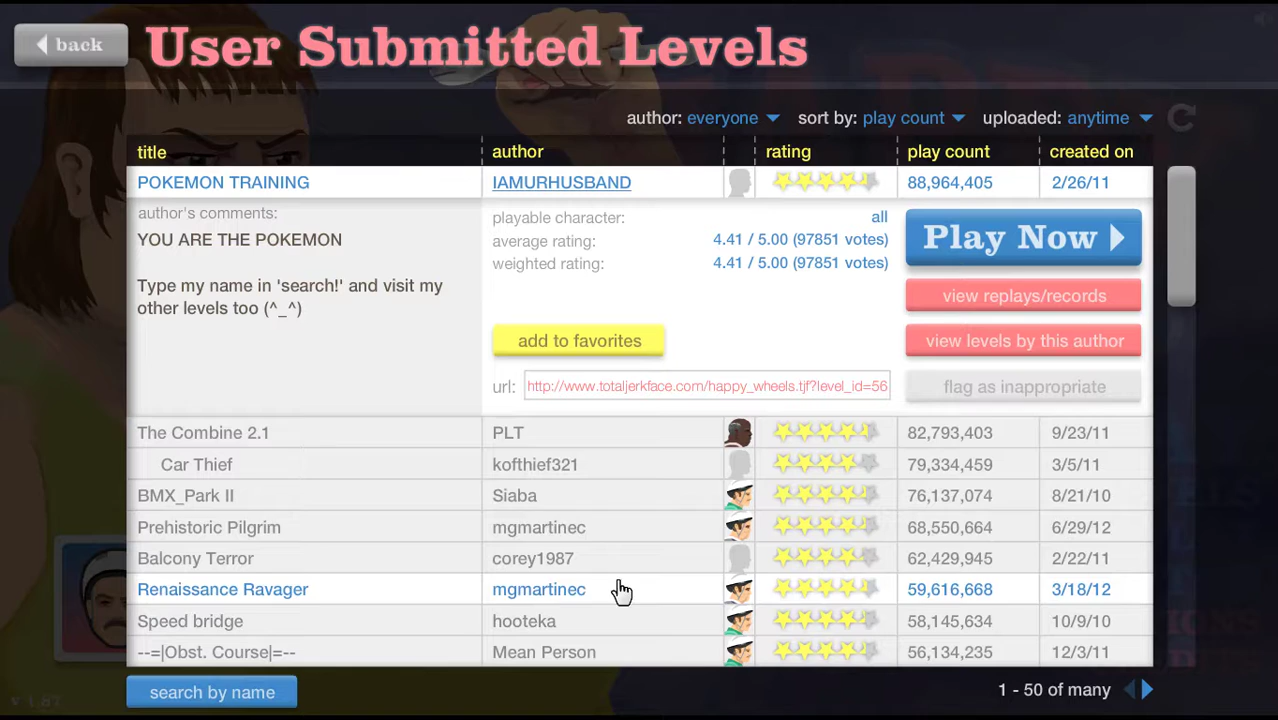 back
User Submitted Levels
author: everyone sort by: play count uploaded: anytime
title author rating play count created on
POKEMON TRAINING IAMURHUSBAND 88,964,405 2/26/11
author's comments:
YOU ARE THE POKEMON
Type my name in 'search!' and visit my
other levels too (^_^)
playable character: all
average rating: 4.41 / 5.00 (97851 votes)
weighted rating: 4.41 / 5.00 (97851 votes)
add to favorites
url: http://www.totaljerkface.com/happy_wheels.tjf?level_id=56
Play Now
view replays/records
view levels by this author
flag as inappropriate
The Combine 2.1 PLT 82,793,403 9/23/11
Car Thief kofthief321 79,334,459 3/5/11
BMX_Park II Siaba 76,137,074 8/21/10
Prehistoric Pilgrim mgmartinec 68,550,664 6/29/12
Balcony Terror corey1987 62,429,945 2/22/11
Renaissance Ravager mgmartinec 59,616,668 3/18/12
Speed bridge hooteka 58,145,634 10/9/10
--=|Obst. Course|=-- Mean Person 56,134,235 12/3/11
search by name
1 - 50 of many
v 1.87